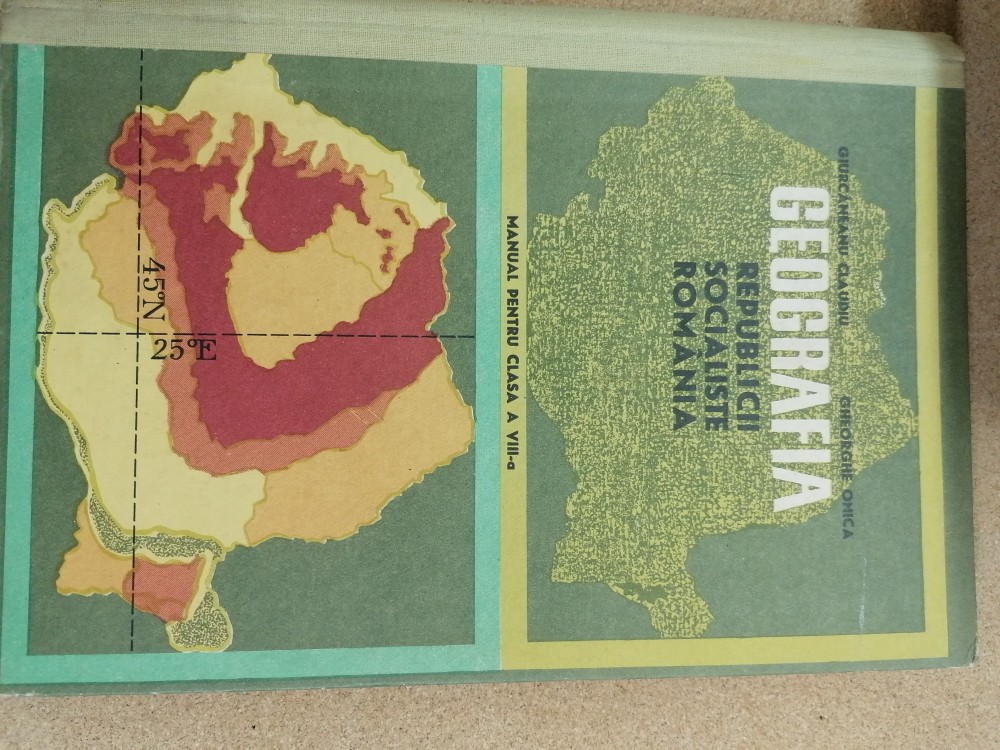 GIURCĂNEANU CLAUDIU GHEORGHE OMICA
GEOGRAFIA
REPUBLICII
SOCIALISTE
ROMÂNIA
MANUAL PENTRU CLASA A VIII-a
45°N
25°E